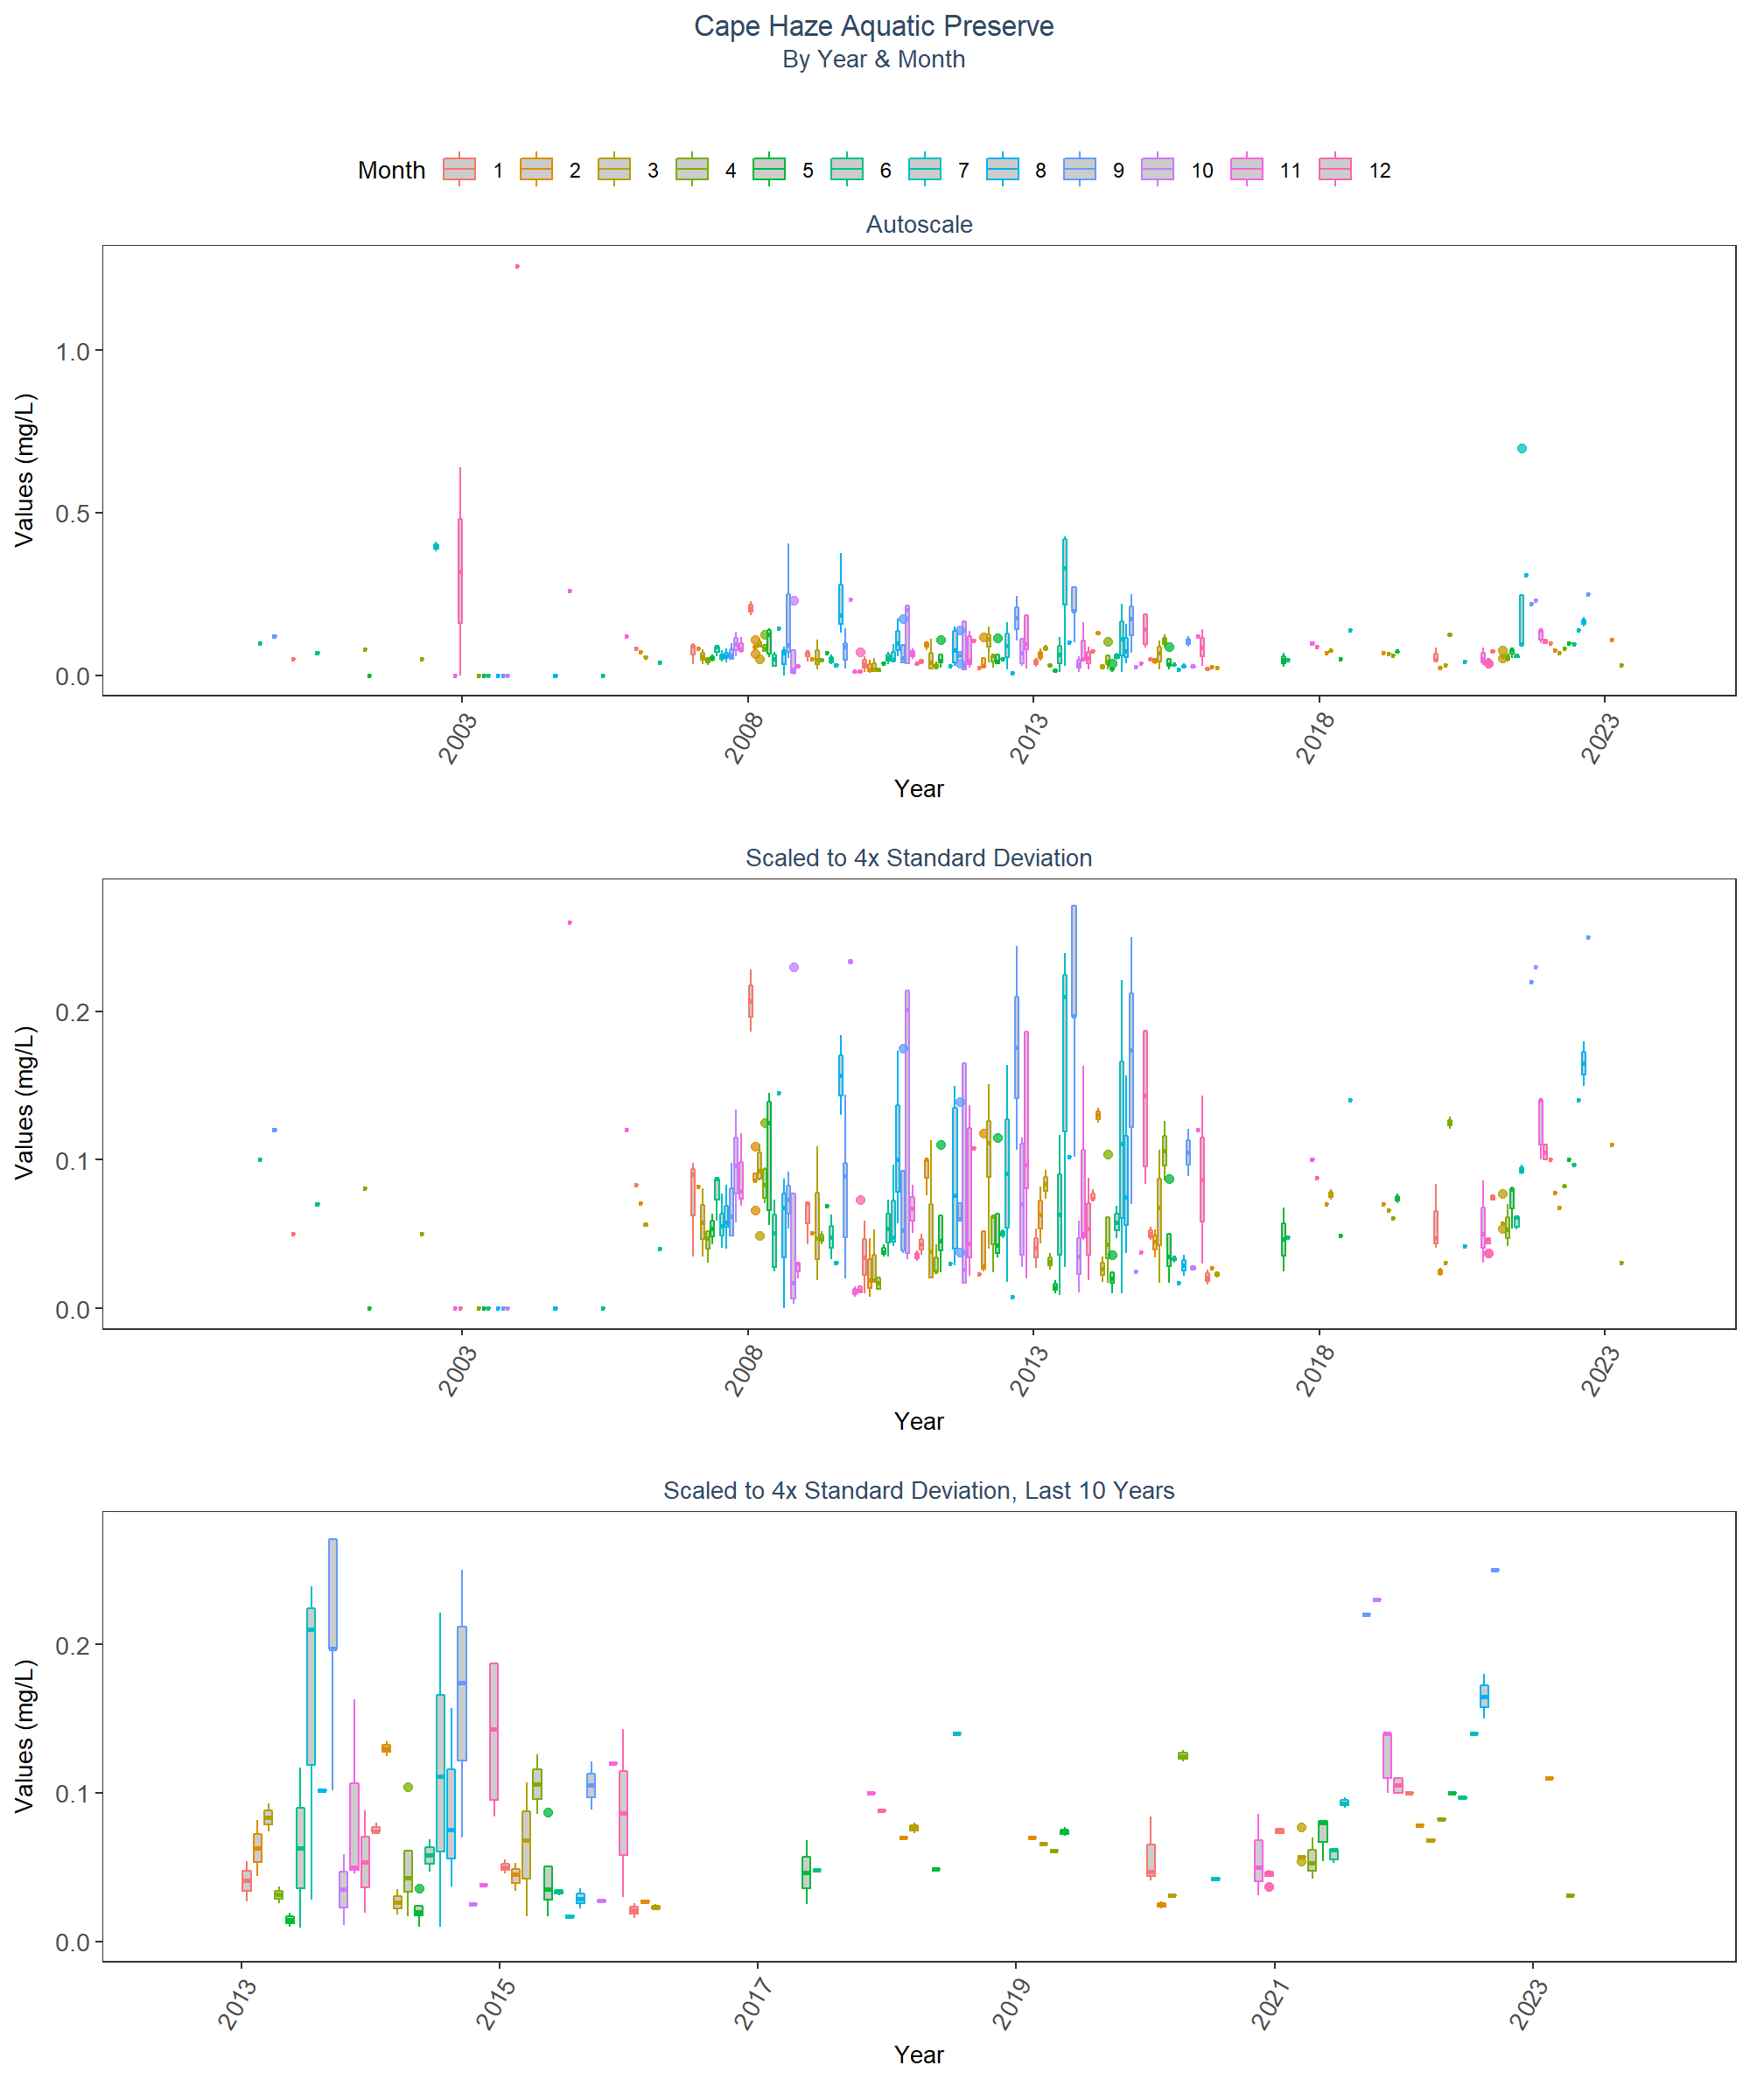 Cape Haze Aquatic Preserve
By Year & Month
Month 1 2 3 4 5 6 7 8 9 10 11 12
Autoscale
Values (mg/L)
1.0
0.5
0.0
2003 2008 2013 2018 2023
Year
Scaled to 4x Standard Deviation
Values (mg/L)
0.2
0.1
0.0
2003 2008 2013 2018 2023
Year
Scaled to 4x Standard Deviation, Last 10 Years
Values (mg/L)
0.2
0.1
0.0
2013 2015 2017 2019 2021 2023
Year